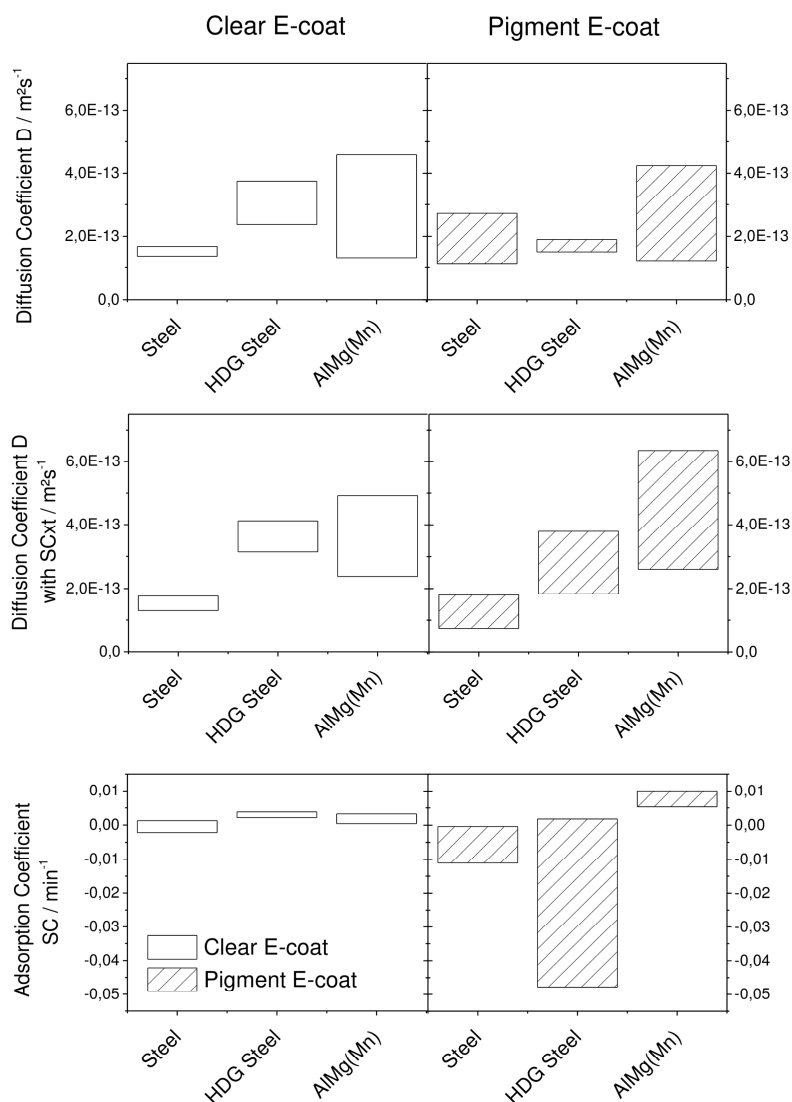 Clear E-coat Pigment E-coat
Diffusion Coefficient D / m²s⁻¹
6,0E-13
4,0E-13
2,0E-13
0,0
6,0E-13
4,0E-13
2,0E-13
0,0
Steel
HDG Steel
AlMg(Mn)
Steel
HDG Steel
AlMg(Mn)
Diffusion Coefficient D
with SCxt / m²s⁻¹
6,0E-13
4,0E-13
2,0E-13
0,0
6,0E-13
4,0E-13
2,0E-13
0,0
Steel
HDG Steel
AlMg(Mn)
Steel
HDG Steel
AlMg(Mn)
Adsorption Coefficient
SC / min⁻¹
0,01
0,00
-0,01
-0,02
-0,03
-0,04
-0,05
Clear E-coat
Pigment E-coat
0,01
0,00
-0,01
-0,02
-0,03
-0,04
-0,05
Steel
HDG Steel
AlMg(Mn)
Steel
HDG Steel
AlMg(Mn)